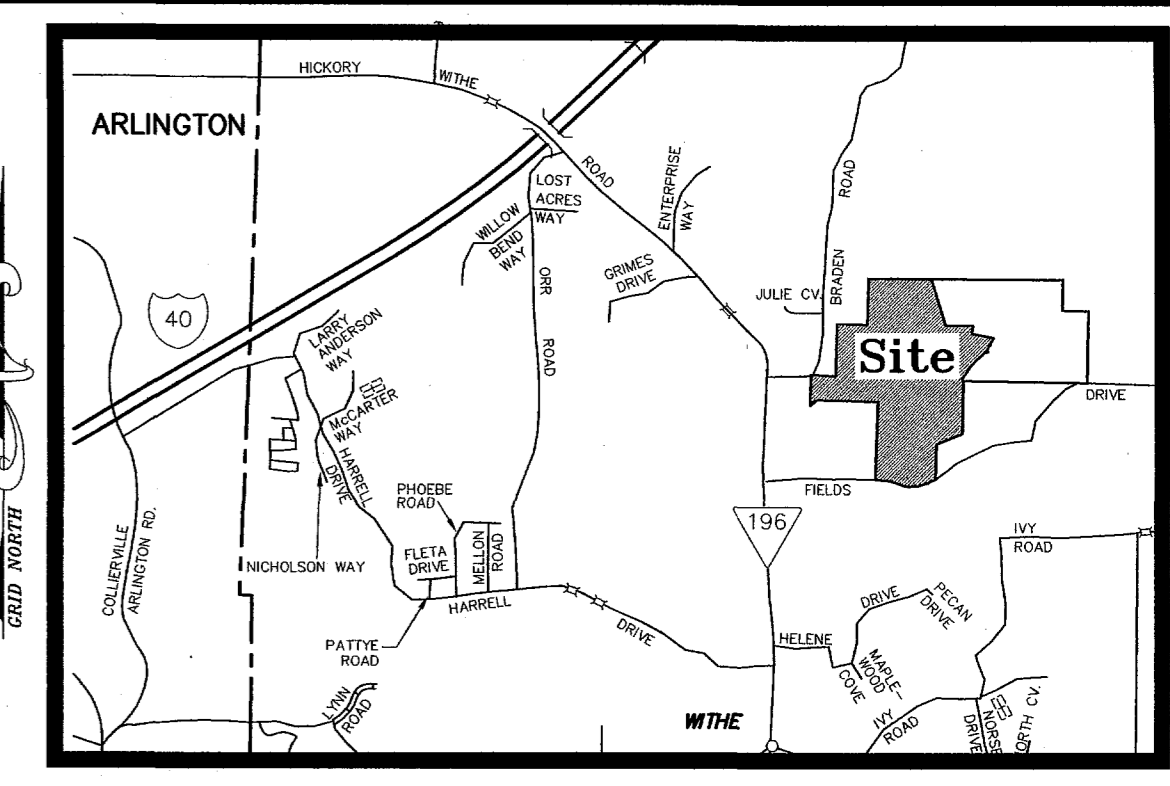 HICKORY
WITHE
ROAD
ARLINGTON
ENTERPRISE
WAY
LOST
ACRES
WAY
WILLOW
BEND
WAY
GRIMES
DRIVE
BRADEN
ROAD
JULIE CV.
40
ORR
ROAD
LARRY
ANDERSON
WAY
Site
DRIVE
McCARTER
WAY
HARRELL
DRIVE
PHOEBE
ROAD
FIELDS
196
GRID NORTH
COLLIERVILLE
ARLINGTON RD.
NICHOLSON WAY
FLETA
DRIVE
MELLON
ROAD
IVY
ROAD
HARRELL
DRIVE
PATTYE
ROAD
DRIVE
PECAN
DRIVE
HELENE
COVE
MAPLE-
WOOD
LYNN
ROAD
WITHE
IVY
ROAD
NORSE
DRIVE
ORTH CV.